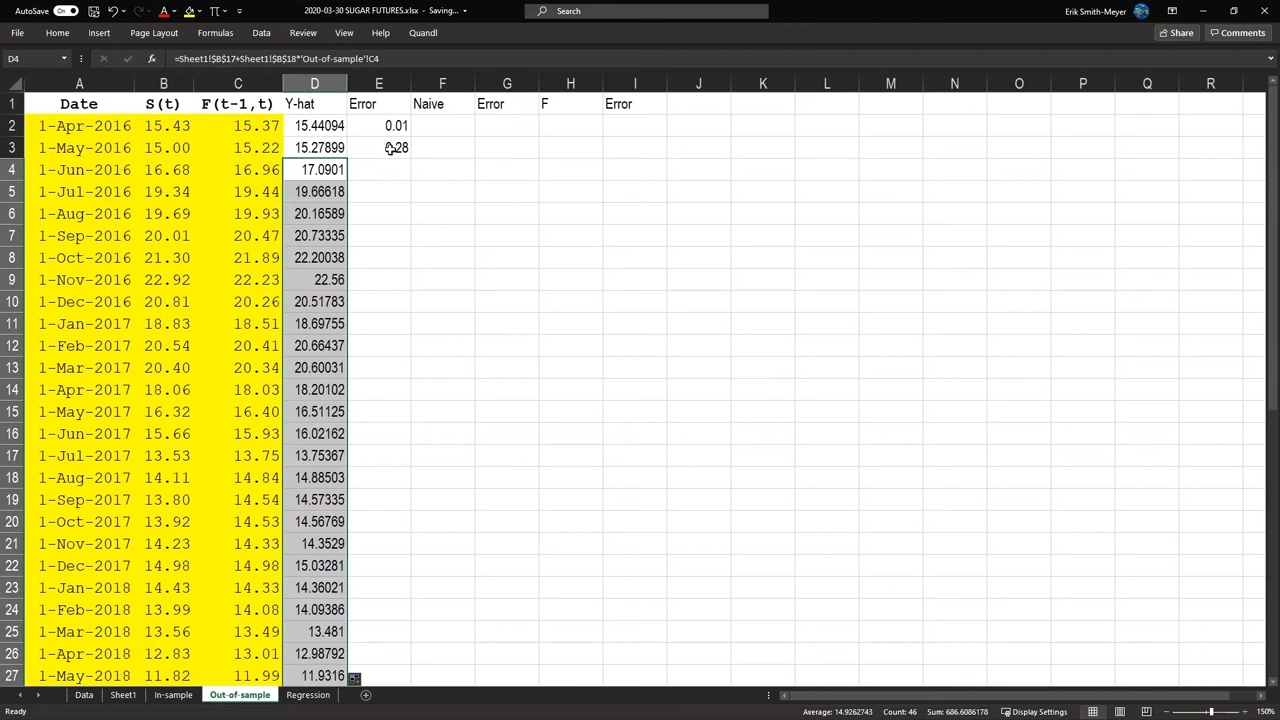 AutoSave On 2020-03-30 SUGAR FUTURES.xlsx - Saving... Search Erik Smith-Meyer
File Home Insert Page Layout Formulas Data Review View Help Quandl Share Comments
D4 fx =Sheet1!$B$17+Sheet1!$B$18*'Out-of-sample'!C4
A B C D E F G H I J K L M N O P Q R
1 Date S(t) F(t-1,t) Y-hat Error Naive Error F Error
2 1-Apr-2016 15.43 15.37 15.44094 0.01
3 1-May-2016 15.00 15.22 15.27899
4 1-Jun-2016 16.68 16.96 17.0901
5 1-Jul-2016 19.34 19.44 19.66618
6 1-Aug-2016 19.69 19.93 20.16589
7 1-Sep-2016 20.01 20.47 20.73335
8 1-Oct-2016 21.30 21.89 22.20038
9 1-Nov-2016 22.92 22.23 22.56
10 1-Dec-2016 20.81 20.26 20.51783
11 1-Jan-2017 18.83 18.51 18.69755
12 1-Feb-2017 20.54 20.41 20.66437
13 1-Mar-2017 20.40 20.34 20.60031
14 1-Apr-2017 18.06 18.03 18.20102
15 1-May-2017 16.32 16.40 16.51125
16 1-Jun-2017 15.66 15.93 16.02162
17 1-Jul-2017 13.53 13.75 13.75367
18 1-Aug-2017 14.11 14.84 14.88503
19 1-Sep-2017 13.80 14.54 14.57335
20 1-Oct-2017 13.92 14.53 14.56769
21 1-Nov-2017 14.23 14.33 14.3529
22 1-Dec-2017 14.98 14.98 15.03281
23 1-Jan-2018 14.43 14.33 14.36021
24 1-Feb-2018 13.99 14.08 14.09386
25 1-Mar-2018 13.56 13.49 13.481
26 1-Apr-2018 12.83 13.01 12.98792
27 1-May-2018 11.82 11.99 11.9316
Data Sheet1 In-sample Out-of-sample Regression
Ready Average: 14.9262743 Count: 46 Sum: 686.6086178 Display Settings 150%